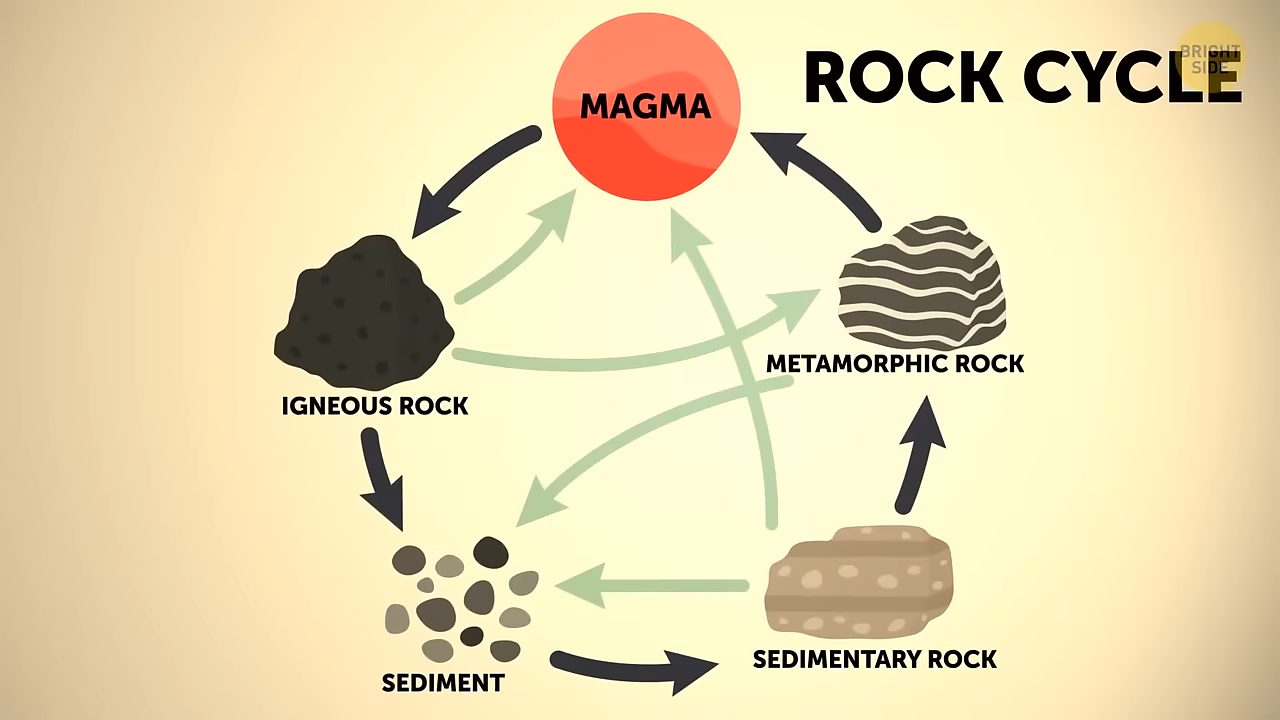 BRIGHT
SIDE
ROCK CYCLE
MAGMA
METAMORPHIC ROCK
IGNEOUS ROCK
SEDIMENTARY ROCK
SEDIMENT